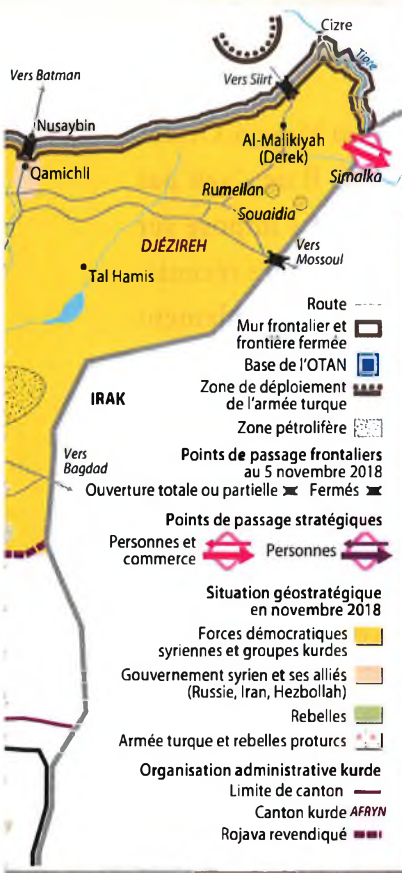 Cizre
Tigre
Vers Batman
Vers Siirt
Nusaybin
Al-Malikiyah
(Derek)
Qamichli
Simalka
Rumeilan
Souaidia
DJÉZIREH
Vers
Mossoul
Tal Hamis
Route
Mur frontalier et
frontière fermée
Base de l'OTAN
IRAK
Zone de déploiement
de l'armée turque
Zone pétrolifère
Vers
Bagdad
Points de passage frontaliers
au 5 novembre 2018
Ouverture totale ou partielle Fermés
Points de passage stratégiques
Personnes et
commerce
Personnes
Situation géostratégique
en novembre 2018
Forces démocratiques
syriennes et groupes kurdes
Gouvernement syrien et ses alliés
(Russie, Iran, Hezbollah)
Rebelles
Armée turque et rebelles proturcs
Organisation administrative kurde
Limite de canton
Canton kurde AFRYN
Rojava revendiqué